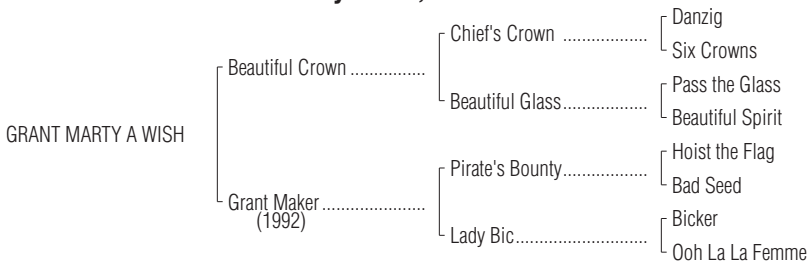 Danzig
Chief's Crown ..................
Six Crowns
Beautiful Crown ................
Pass the Glass
Beautiful Glass..................
Beautiful Spirit
GRANT MARTY A WISH
Hoist the Flag
Pirate's Bounty..................
Bad Seed
Grant Maker ......................
(1992)
Bicker
Lady Bic............................
Ooh La La Femme